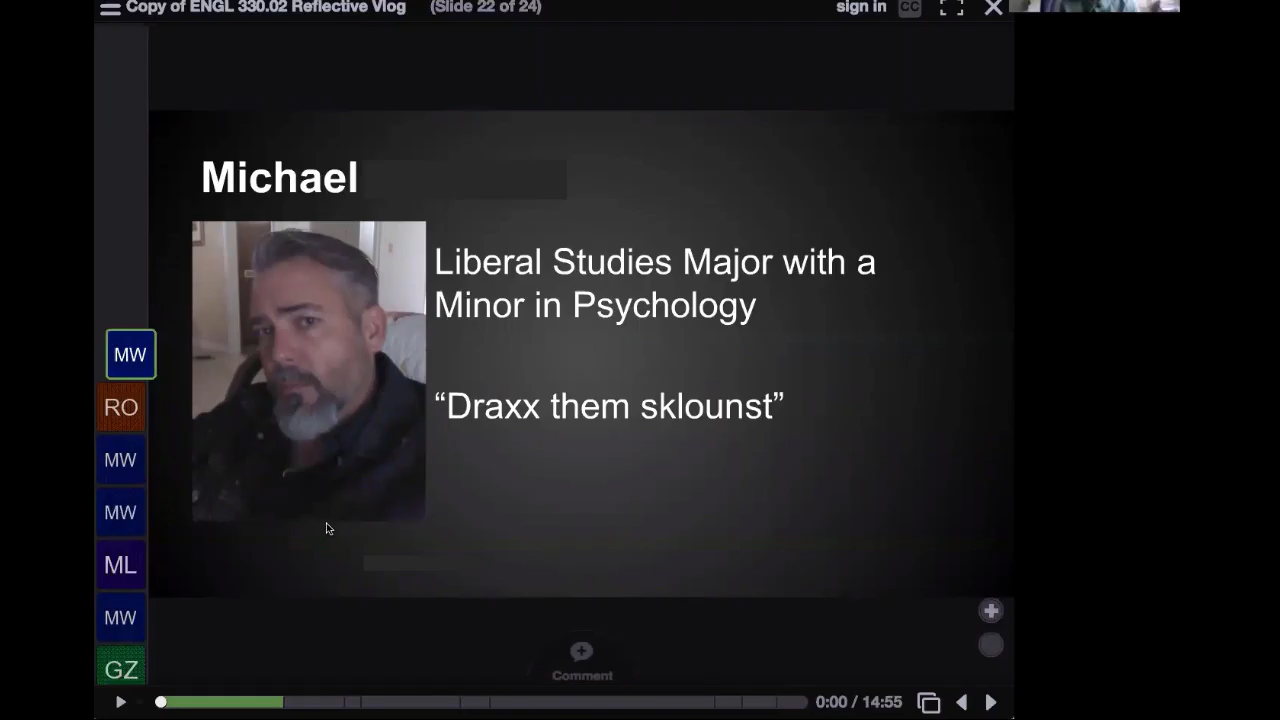 Copy of ENGL 330.02 Reflective Vlog (Slide 22 of 24) sign in CC
Michael
Liberal Studies Major with a
Minor in Psychology
“Draxx them sklounst”
MW
RO
MW
MW
ML
MW
GZ
Comment
0:00 / 14:55